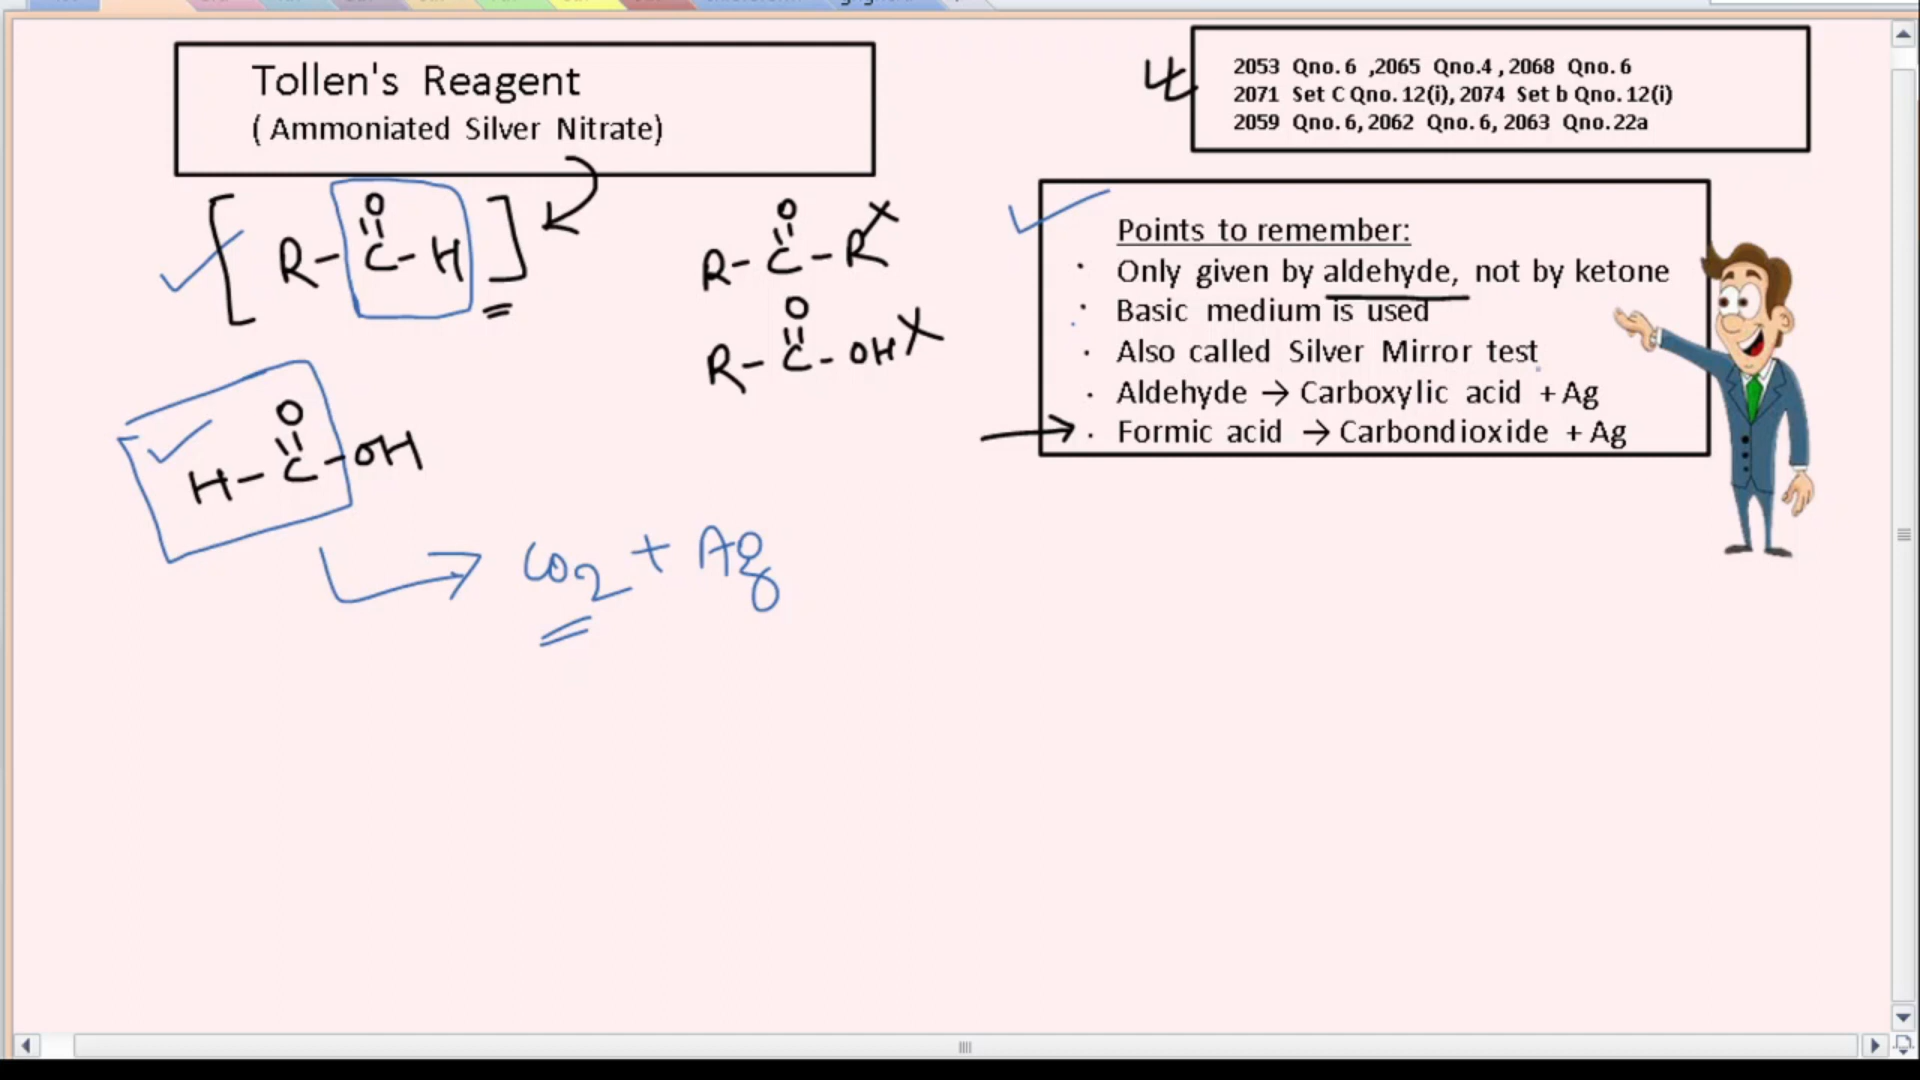 Tollen's Reagent
( Ammoniated Silver Nitrate)
2053 Qno.6 ,2065 Qno.4 , 2068 Qno.6
2071 Set C Qno.12(i), 2074 Set b Qno.12(i)
2059 Qno.6, 2062 Qno.6, 2063 Qno.22a
O
R-C-H
O
R-C-R X
O
R-C-OH X
Points to remember:
· Only given by aldehyde, not by ketone
· Basic medium is used
· Also called Silver Mirror test
· Aldehyde → Carboxylic acid + Ag
· Formic acid → Carbondioxide + Ag
O
H-C-OH
→ CO2 + Ag